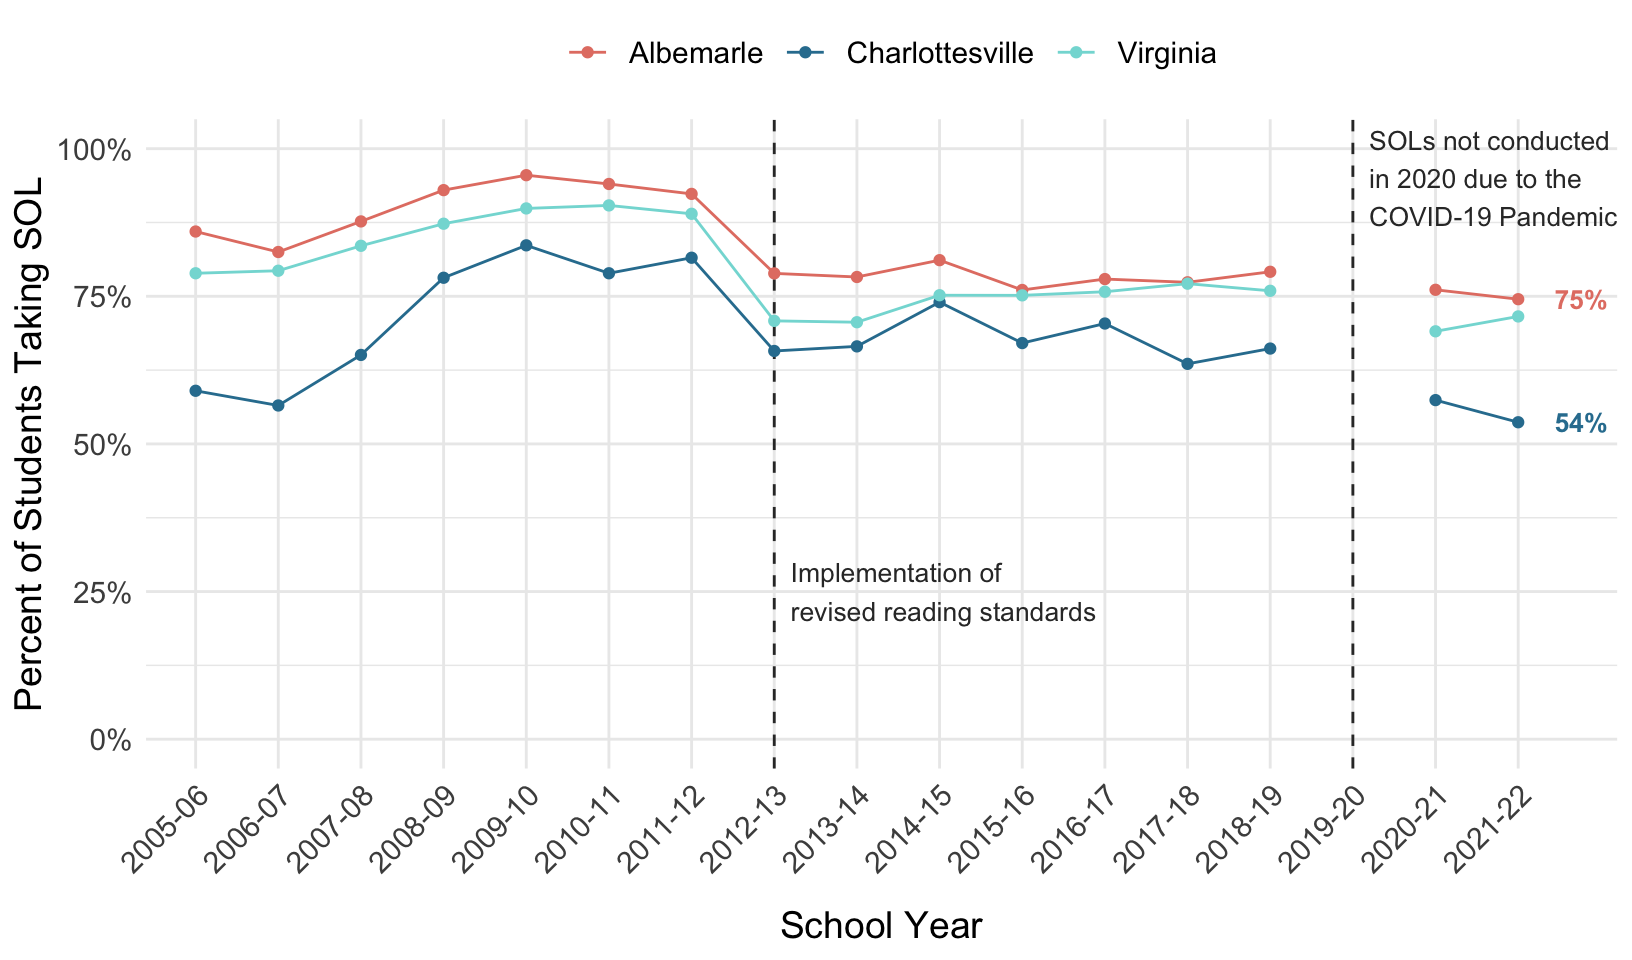 Albemarle Charlottesville Virginia
Percent of Students Taking SOL
100%
75%
50%
25%
0%
SOLs not conducted
in 2020 due to the
COVID-19 Pandemic
75%
54%
Implementation of
revised reading standards
2005-06 2006-07 2007-08 2008-09 2009-10 2010-11 2011-12 2012-13 2013-14 2014-15 2015-16 2016-17 2017-18 2018-19 2019-20 2020-21 2021-22
School Year